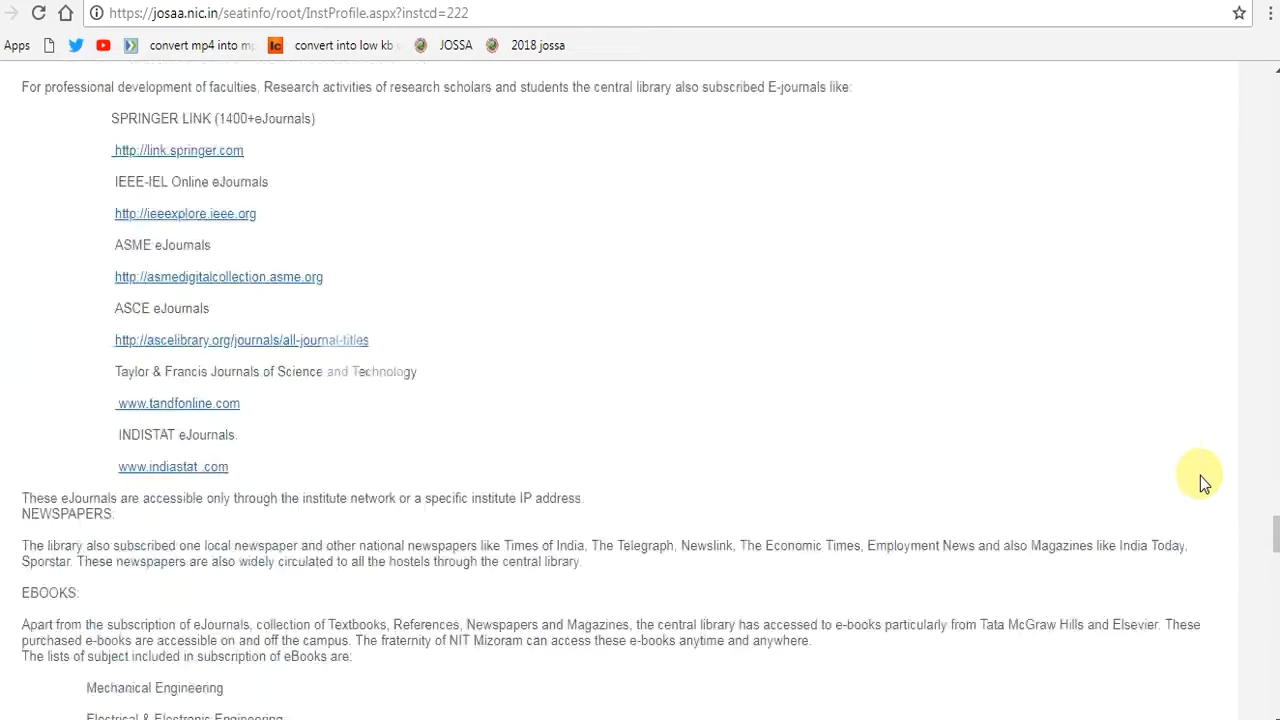 https://josaa.nic.in/seatinfo/root/InstProfile.aspx?instcd=222
Apps convert mp4 into m lc convert into low kb JOSSA 2018 jossa
For professional development of faculties, Research activities of research scholars and students the central library also subscribed E-journals like:
SPRINGER LINK (1400+eJournals)
http://link.springer.com
IEEE-IEL Online eJournals
http://ieeexplore.ieee.org
ASME eJournals
http://asmedigitalcollection.asme.org
ASCE eJournals
http://ascelibrary.org/journals/all-journal-titles
Taylor & Francis Journals of Science and Technology
www.tandfonline.com
INDISTAT eJournals.
www.indiastat .com
These eJournals are accessible only through the institute network or a specific institute IP address.
NEWSPAPERS:
The library also subscribed one local newspaper and other national newspapers like Times of India, The Telegraph, Newslink, The Economic Times, Employment News and also Magazines like India Today,
Sporstar. These newspapers are also widely circulated to all the hostels through the central library.
EBOOKS:
Apart from the subscription of eJournals, collection of Textbooks, References, Newspapers and Magazines, the central library has accessed to e-books particularly from Tata McGraw Hills and Elsevier. These
purchased e-books are accessible on and off the campus. The fraternity of NIT Mizoram can access these e-books anytime and anywhere.
The lists of subject included in subscription of eBooks are:
Mechanical Engineering
Electrical & Electronic Engineering